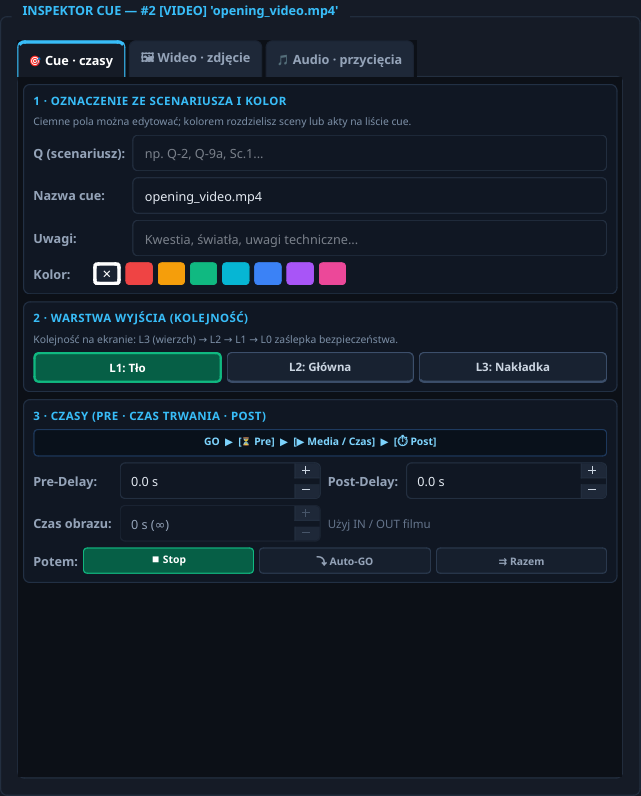 INSPEKTOR CUE — #2 [VIDEO] 'opening_video.mp4'
🎯 Cue · czasy
🖼 Wideo · zdjęcie
🎵 Audio · przycięcia
1 · OZNACZENIE ZE SCENARIUSZA I KOLOR
Ciemne pola można edytować; kolorem rozdzielisz sceny lub akty na liście cue.
Q (scenariusz): np. Q-2, Q-9a, Sc.1...
Nazwa cue: opening_video.mp4
Uwagi: Kwestia, światła, uwagi techniczne...
Kolor: ✕
2 · WARSTWA WYJŚCIA (KOLEJNOŚĆ)
Kolejność na ekranie: L3 (wierzch) → L2 → L1 → L0 zaślepka bezpieczeństwa.
L1: Tło
L2: Główna
L3: Nakładka
3 · CZASY (PRE · CZAS TRWANIA · POST)
GO ▶ [⏳ Pre] ▶ [▶ Media / Czas] ▶ [⏱ Post]
Pre-Delay: 0.0 s + − Post-Delay: 0.0 s + −
Czas obrazu: 0 s (∞) + − Użyj IN / OUT filmu
Potem: ⏹ Stop ⤵ Auto-GO ⇉ Razem